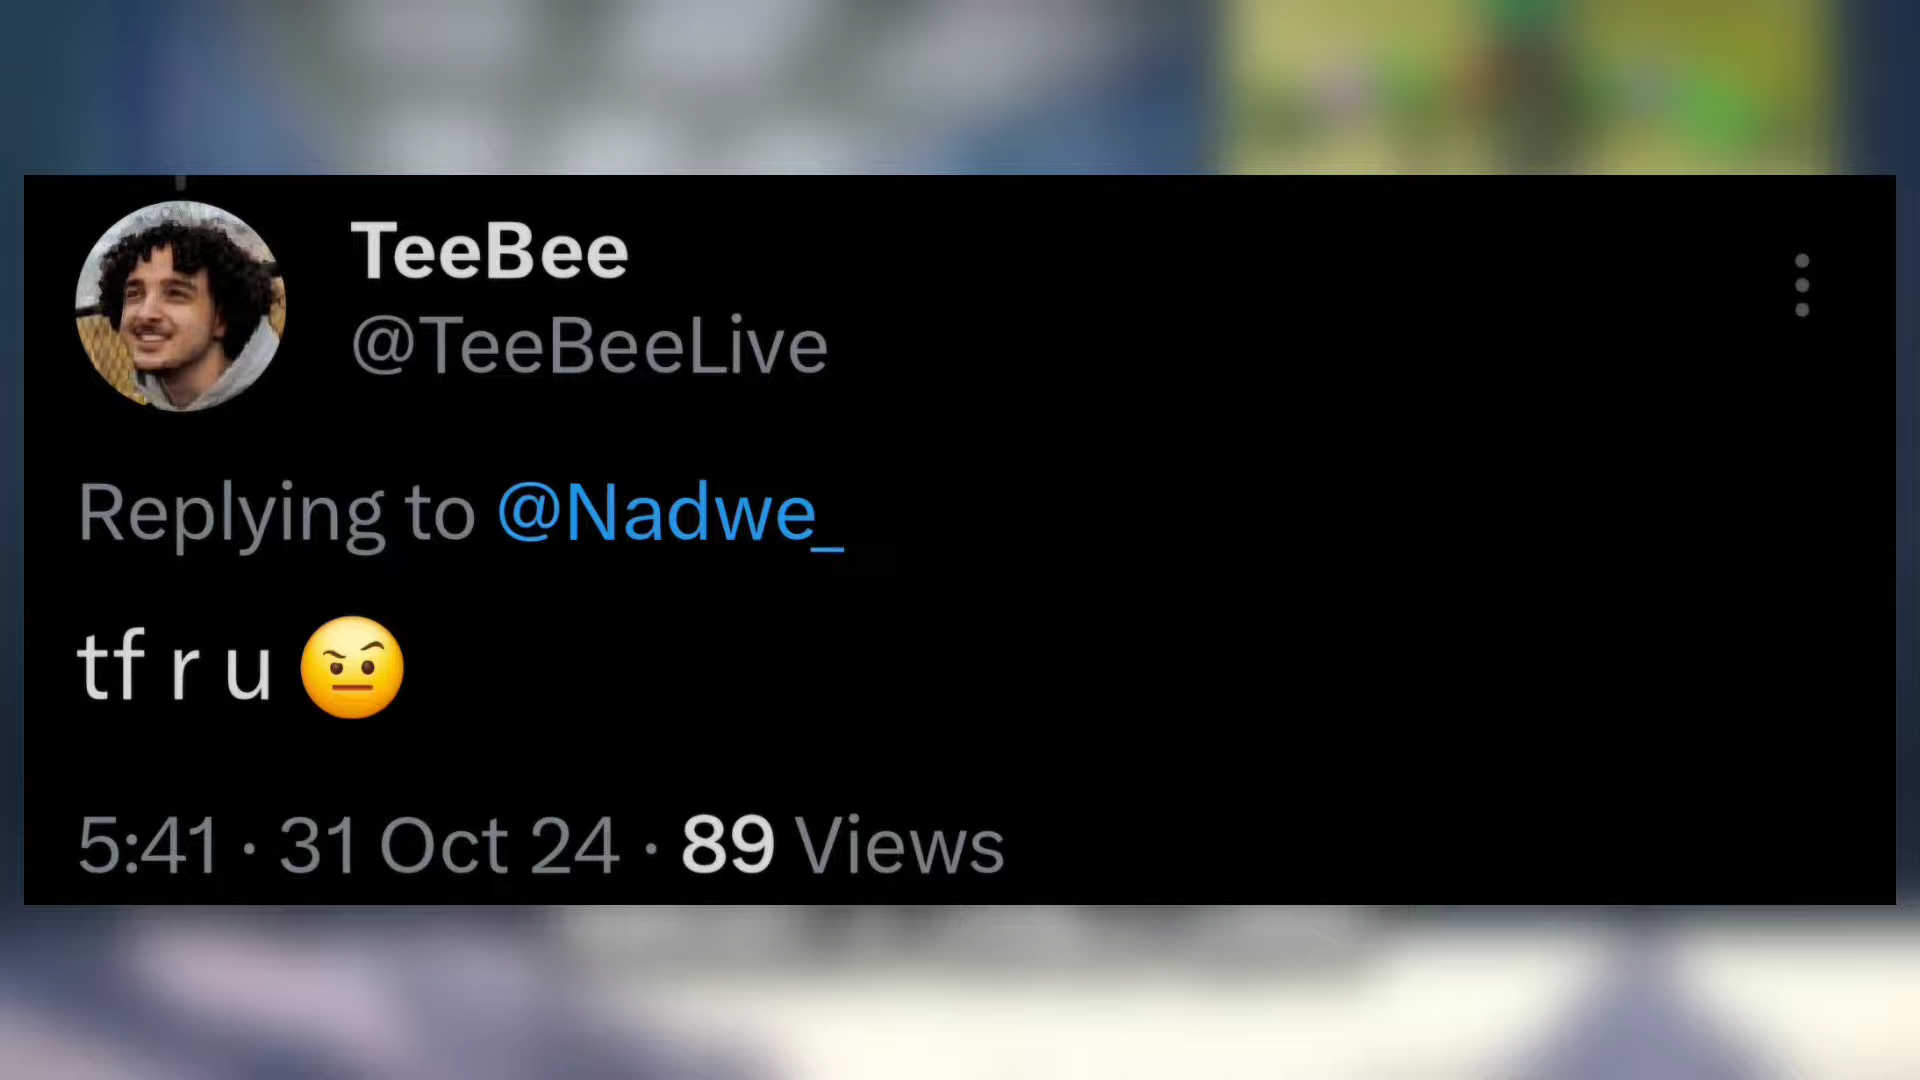 TeeBee
@TeeBeeLive
Replying to @Nadwe_
tf r u 🤨
5:41 · 31 Oct 24 · 89 Views